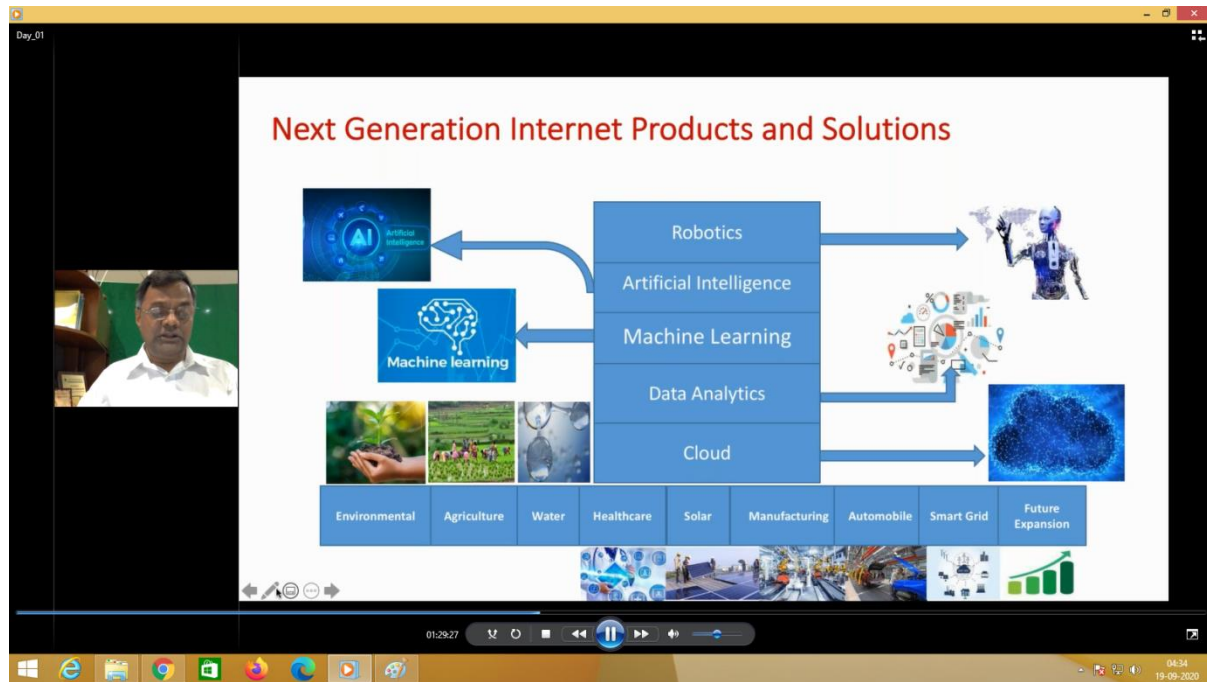 Day_01
Next Generation Internet Products and Solutions
AI
Artificial
Intelligence
Machine learning
Robotics
Artificial Intelligence
Machine Learning
Data Analytics
Cloud
Environmental
Agriculture
Water
Healthcare
Solar
Manufacturing
Automobile
Smart Grid
Future
Expansion
01:29:27
04:34
19-09-2020